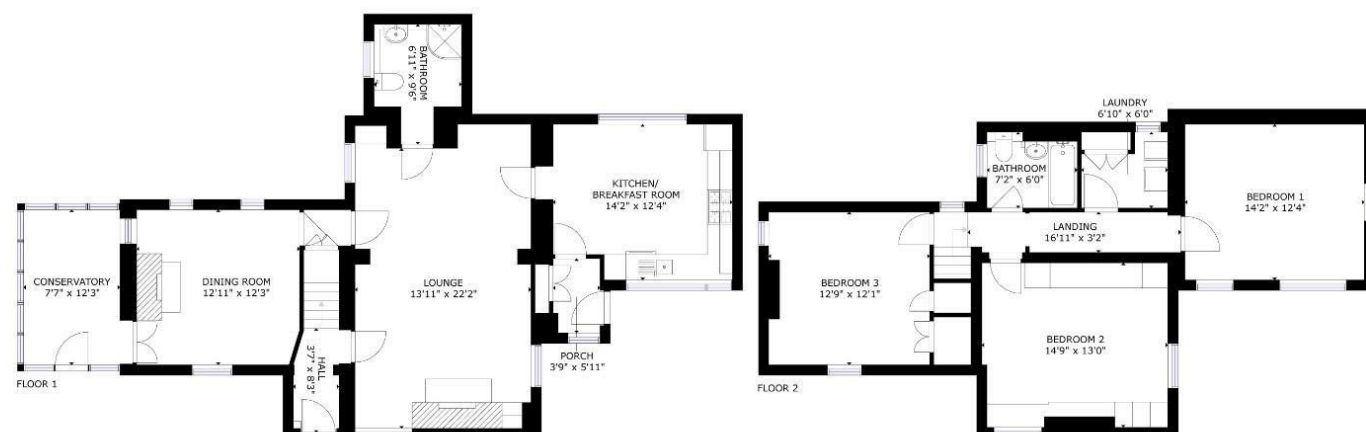 BATHROOM
6'11" x 9'6"
KITCHEN/
BREAKFAST ROOM
14'2" x 12'4"
CONSERVATORY
7'7" x 12'3"
DINING ROOM
12'11" x 12'3"
LOUNGE
13'11" x 22'2"
HALL
3'7" x 8'3"
PORCH
3'9" x 5'11"
FLOOR 1
LAUNDRY
6'10" x 6'0"
BATHROOM
7'2" x 6'0"
BEDROOM 1
14'2" x 12'4"
LANDING
16'11" x 3'2"
BEDROOM 3
12'9" x 12'1"
BEDROOM 2
14'9" x 13'0"
FLOOR 2